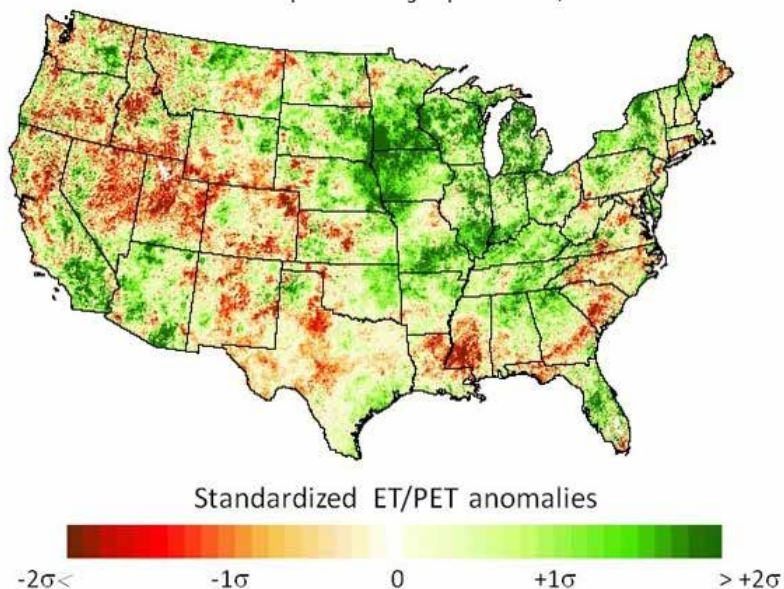 Standardized ET/PET anomalies
-2σ< -1σ 0 +1σ > +2σ